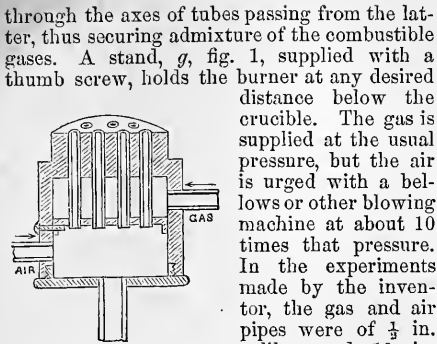 through the axes of tubes passing from the lat-
ter, thus securing admixture of the combustible
gases. A stand, g, fig. 1, supplied with a
thumb screw, holds the burner at any desired
distance below the
crucible. The gas is
supplied at the usual
pressure, but the air
is urged with a bel-
lows or other blowing
machine at about 10
times that pressure.
In the experiments
made by the inven-
tor, the gas and air
pipes were of ⅓ in.
GAS
AIR